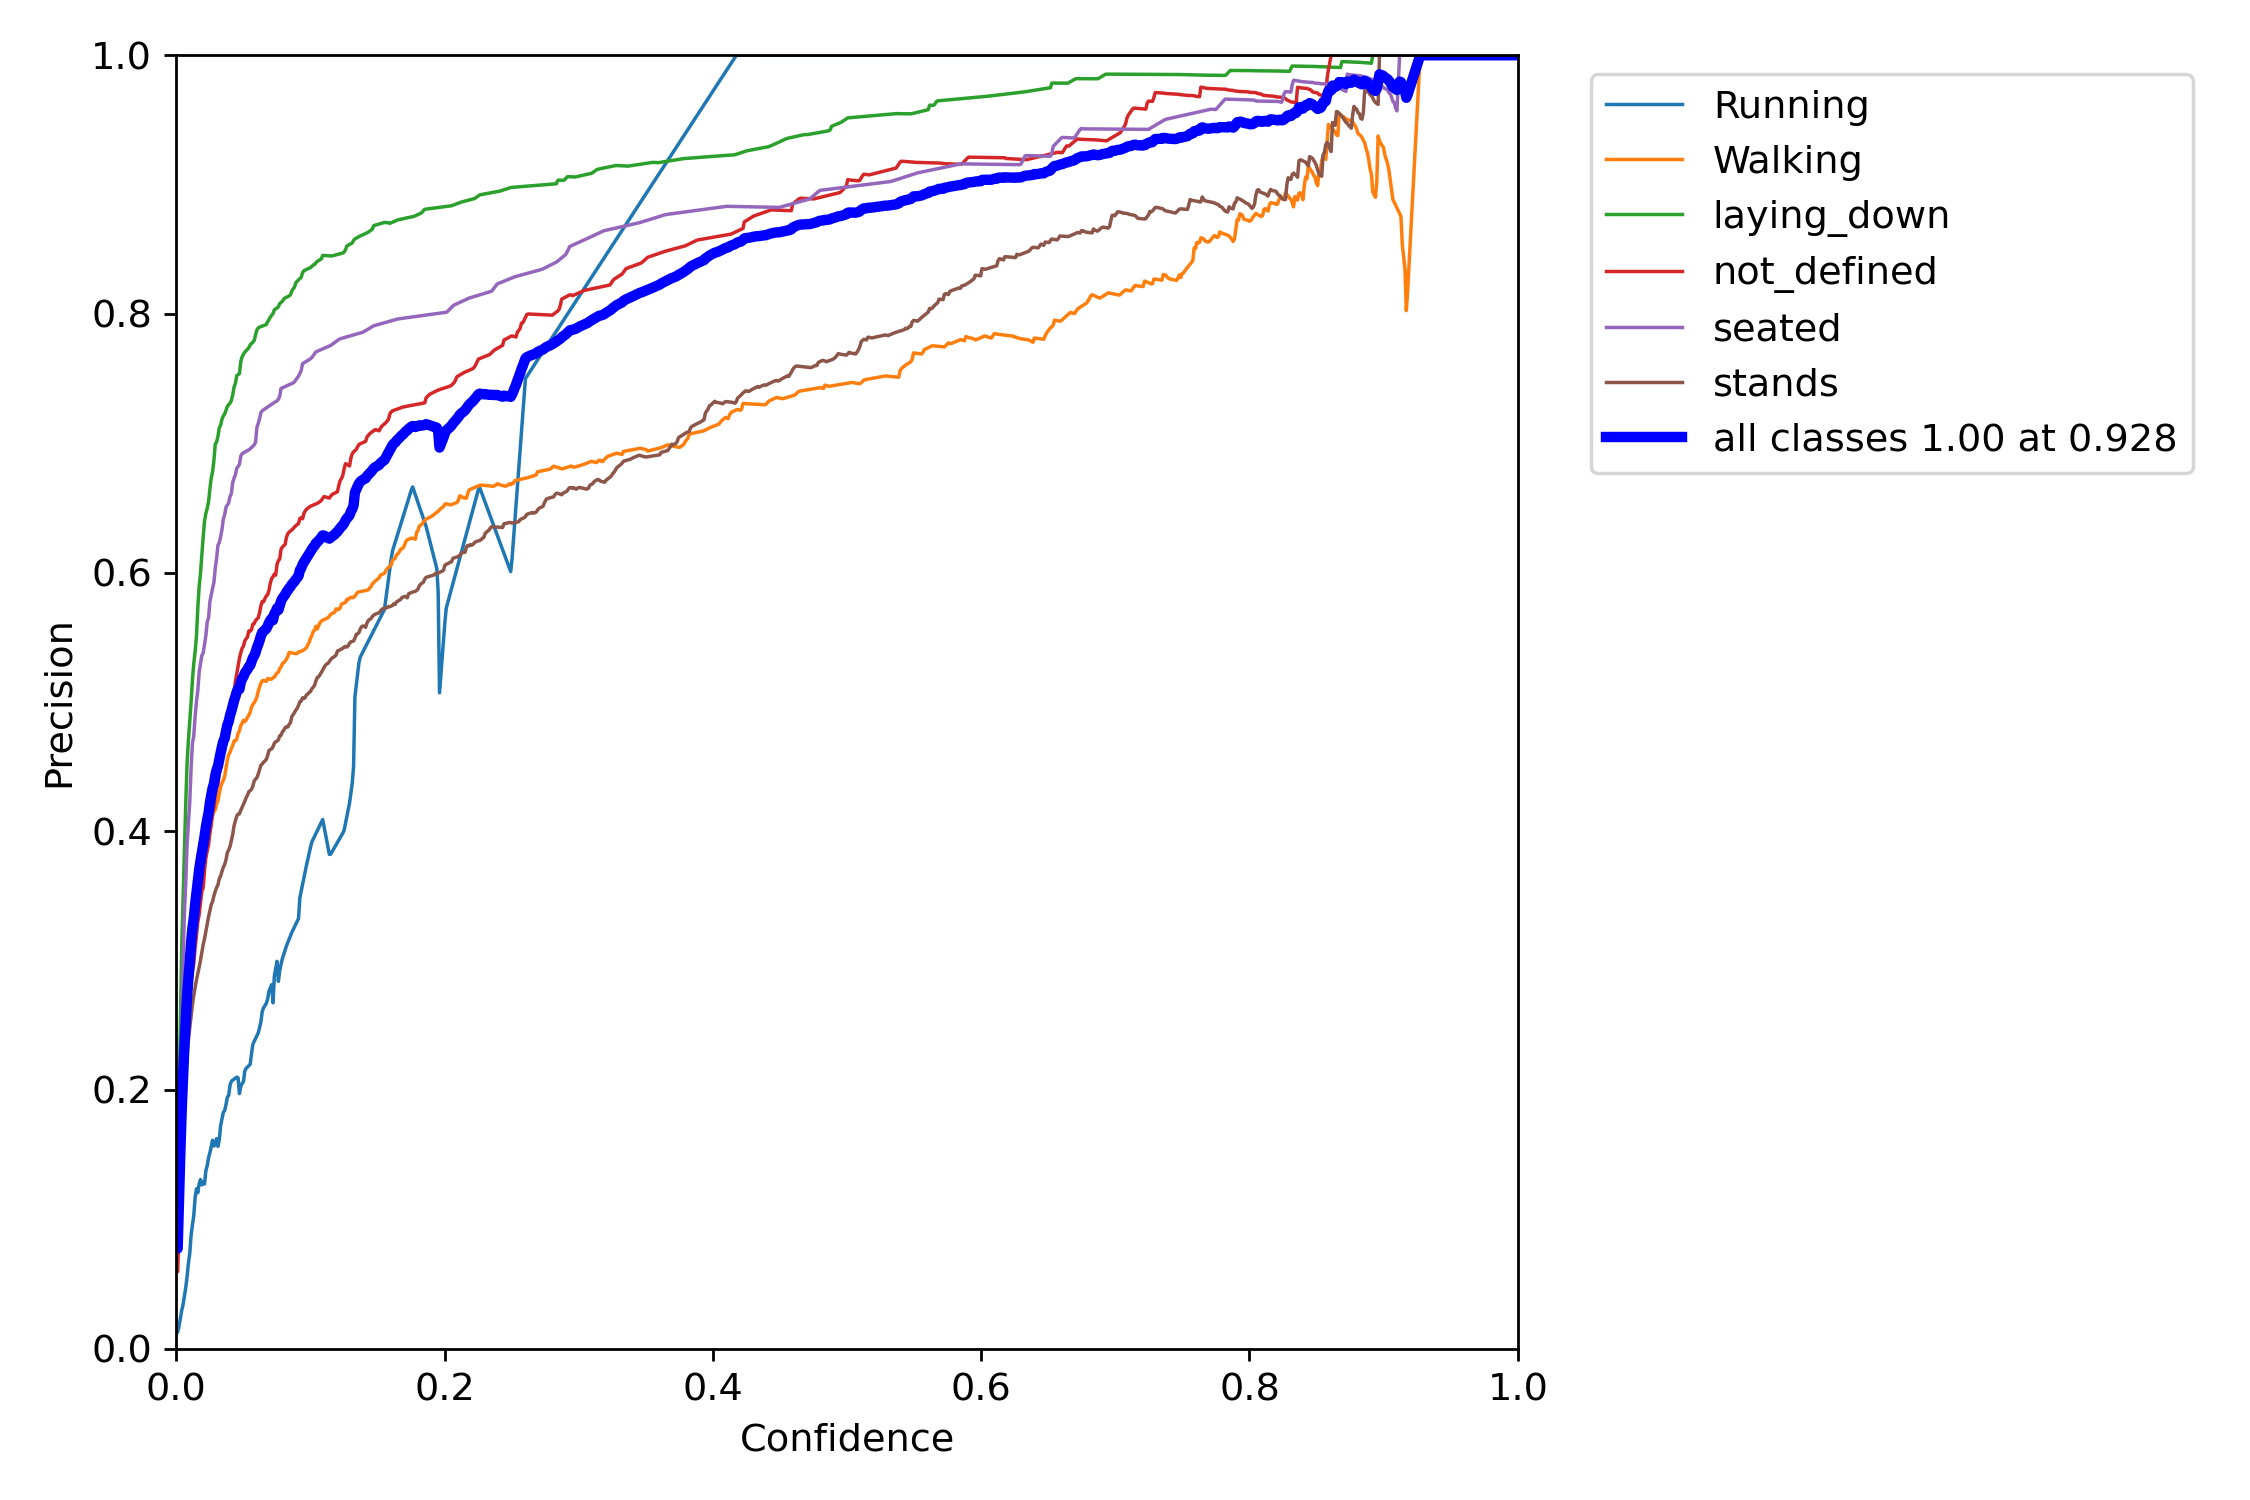 1.0
0.8
0.6
0.4
0.2
0.0
Precision
0.0 0.2 0.4 0.6 0.8 1.0
Confidence
Running
Walking
laying_down
not_defined
seated
stands
all classes 1.00 at 0.928